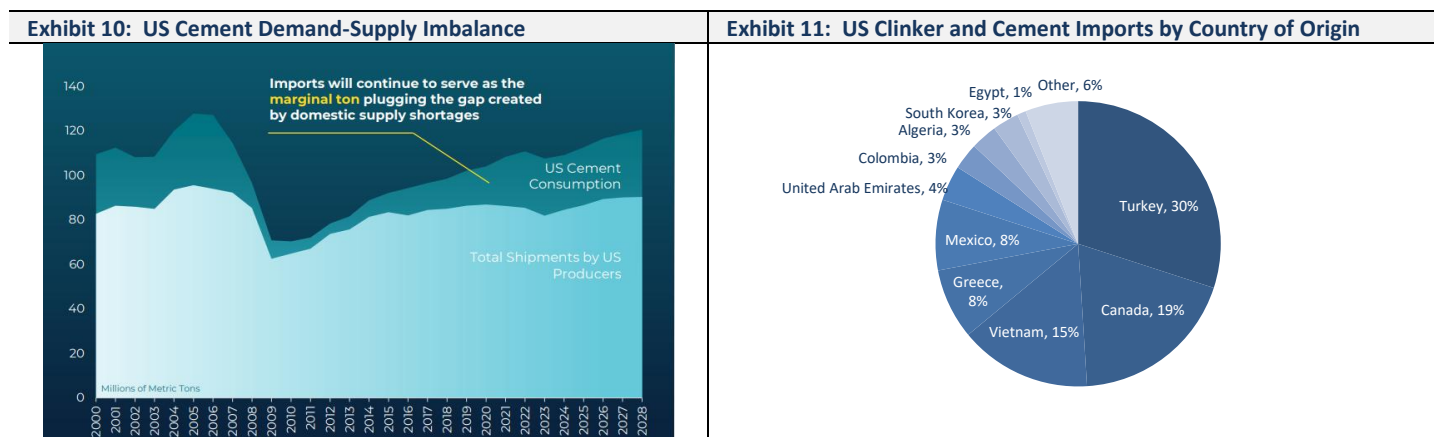 Exhibit 10: US Cement Demand-Supply Imbalance
140
120
100
80
60
40
20
0
Imports will continue to serve as the
marginal ton plugging the gap created
by domestic supply shortages
US Cement
Consumption
Total Shipments by US
Producers
Millions of Metric Tons
2000
2001
2002
2003
2004
2005
2006
2007
2008
2009
2010
2011
2012
2013
2014
2015
2016
2017
2018
2019
2020
2021
2022
2023
2024
2025
2026
2027
2028
Exhibit 11: US Clinker and Cement Imports by Country of Origin
Turkey, 30%
Canada, 19%
Vietnam, 15%
Greece,
8%
Mexico, 8%
United Arab Emirates, 4%
Colombia, 3%
Algeria, 3%
South Korea, 3%
Egypt, 1%
Other, 6%